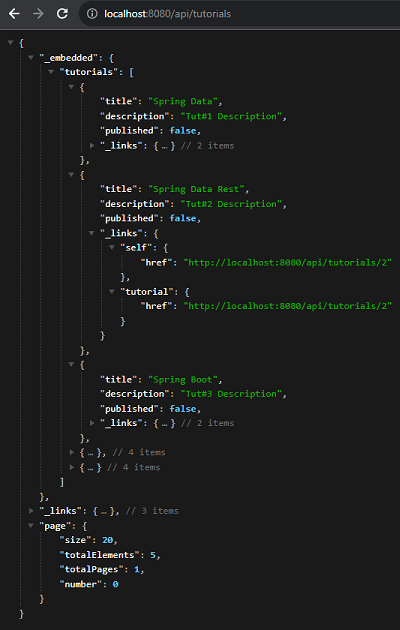 localhost:8080/api/tutorials
{
"_embedded": {
"tutorials": [
{
"title": "Spring Data",
"description": "Tut#1 Description",
"published": false,
"_links": { … } // 2 items
},
{
"title": "Spring Data Rest",
"description": "Tut#2 Description",
"published": false,
"_links": {
"self": {
"href": "http://localhost:8080/api/tutorials/2"
},
"tutorial": {
"href": "http://localhost:8080/api/tutorials/2"
}
}
},
{
"title": "Spring Boot",
"description": "Tut#3 Description",
"published": false,
"_links": { … } // 2 items
},
{ … }, // 4 items
{ … } // 4 items
]
},
"_links": { … }, // 3 items
"page": {
"size": 20,
"totalElements": 5,
"totalPages": 1,
"number": 0
}
}